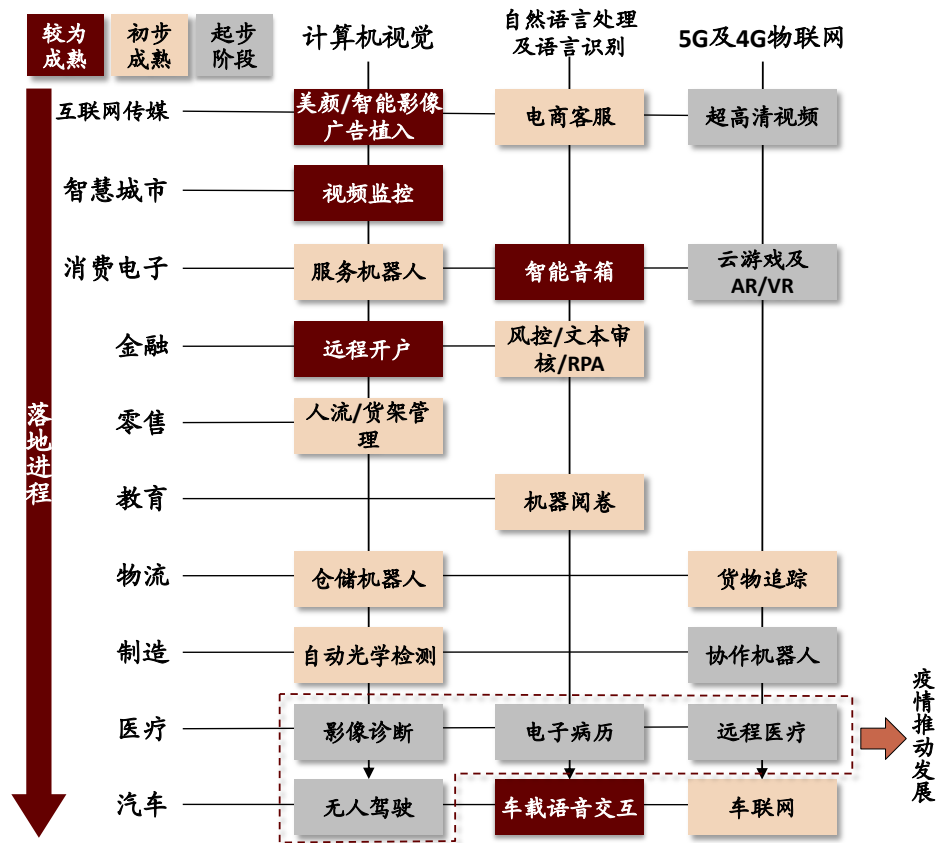 较为
成熟
初步
成熟
起步
阶段
计算机视觉
自然语言处理
及语言识别
5G及4G物联网
落地进程
互联网传媒
美颜/智能影像
广告植入
电商客服
超高清视频
智慧城市
视频监控
消费电子
服务机器人
智能音箱
云游戏及
AR/VR
金融
远程开户
风控/文本审
核/RPA
零售
人流/货架管
理
教育
机器阅卷
物流
仓储机器人
货物追踪
制造
自动光学检测
协作机器人
医疗
影像诊断
电子病历
远程医疗
疫情推动发展
汽车
无人驾驶
车载语音交互
车联网